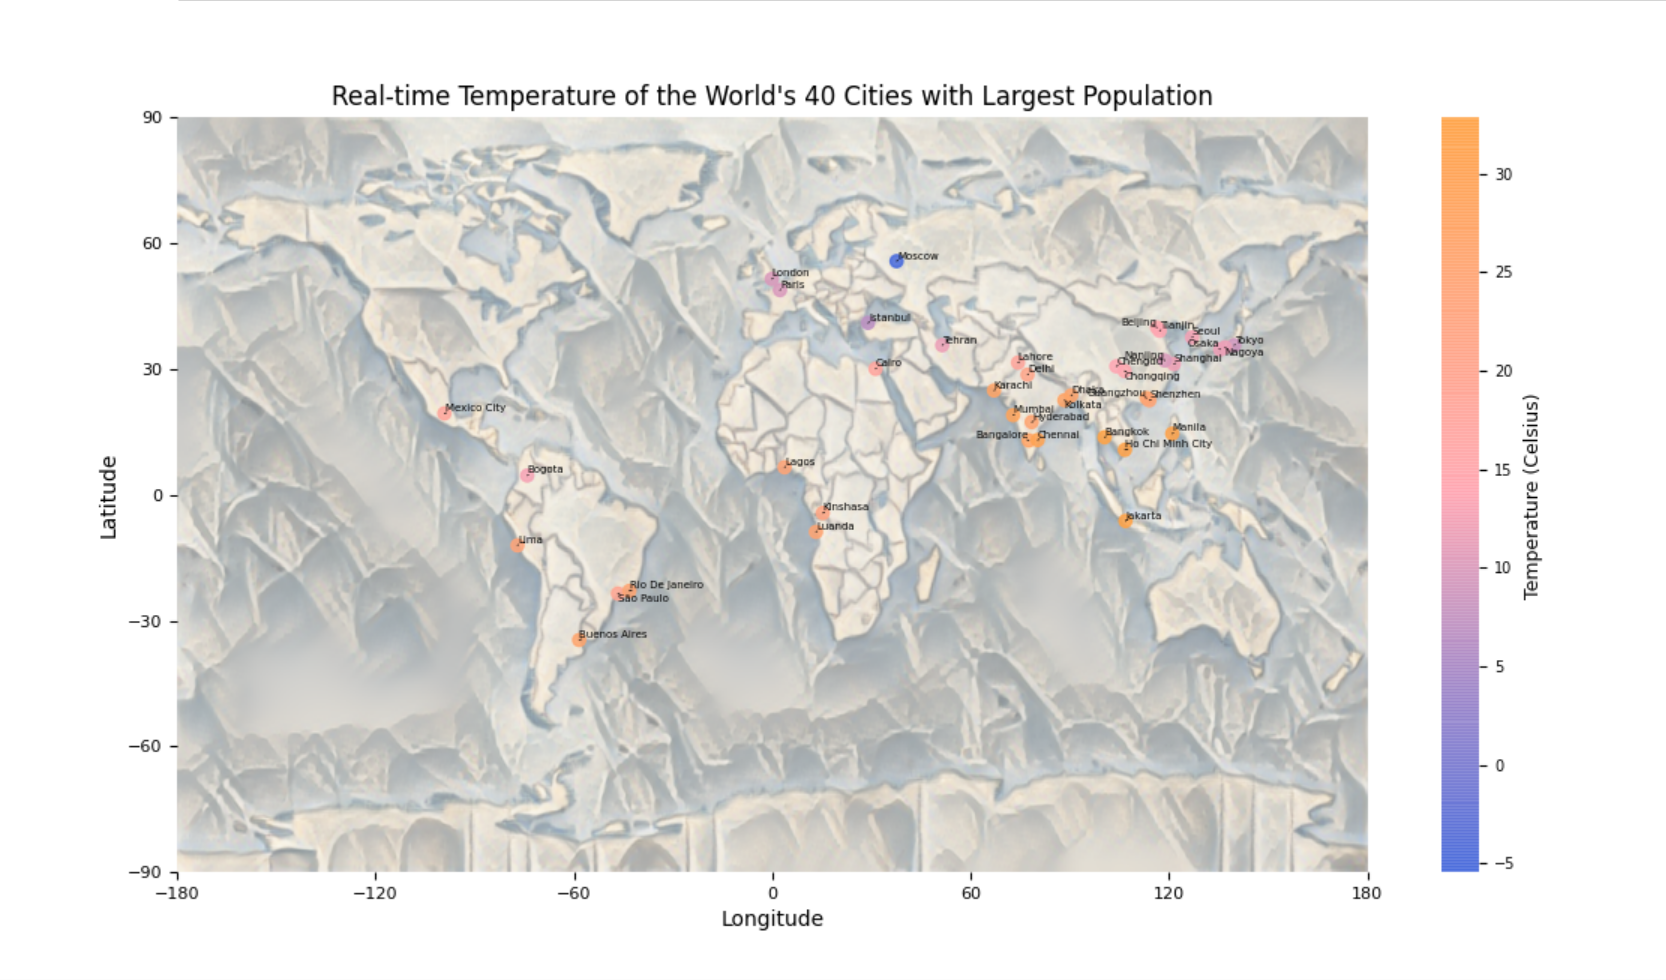 Real-time Temperature of the World's 40 Cities with Largest Population
90
60
30
0
−30
−60
−90
Latitude
−180
−120
−60
0
60
120
180
Longitude
Moscow
London
Paris
Istanbul
Beijing
Tianjin
Seoul
Tehran
Osaka
Tokyo
Nagoya
Lahore
Nanjing
Shanghai
Cairo
Delhi
Chengdu
Chongqing
Karachi
Dhaka
Guangzhou
Shenzhen
Kolkata
Mexico City
Mumbai
Hyderabad
Bangalore
Chennai
Bangkok
Manila
Ho Chi Minh City
Bogota
Lagos
Kinshasa
Jakarta
Luanda
Lima
Rio De Janeiro
São Paulo
Buenos Aires
30
25
20
15
10
5
0
−5
Temperature (Celsius)